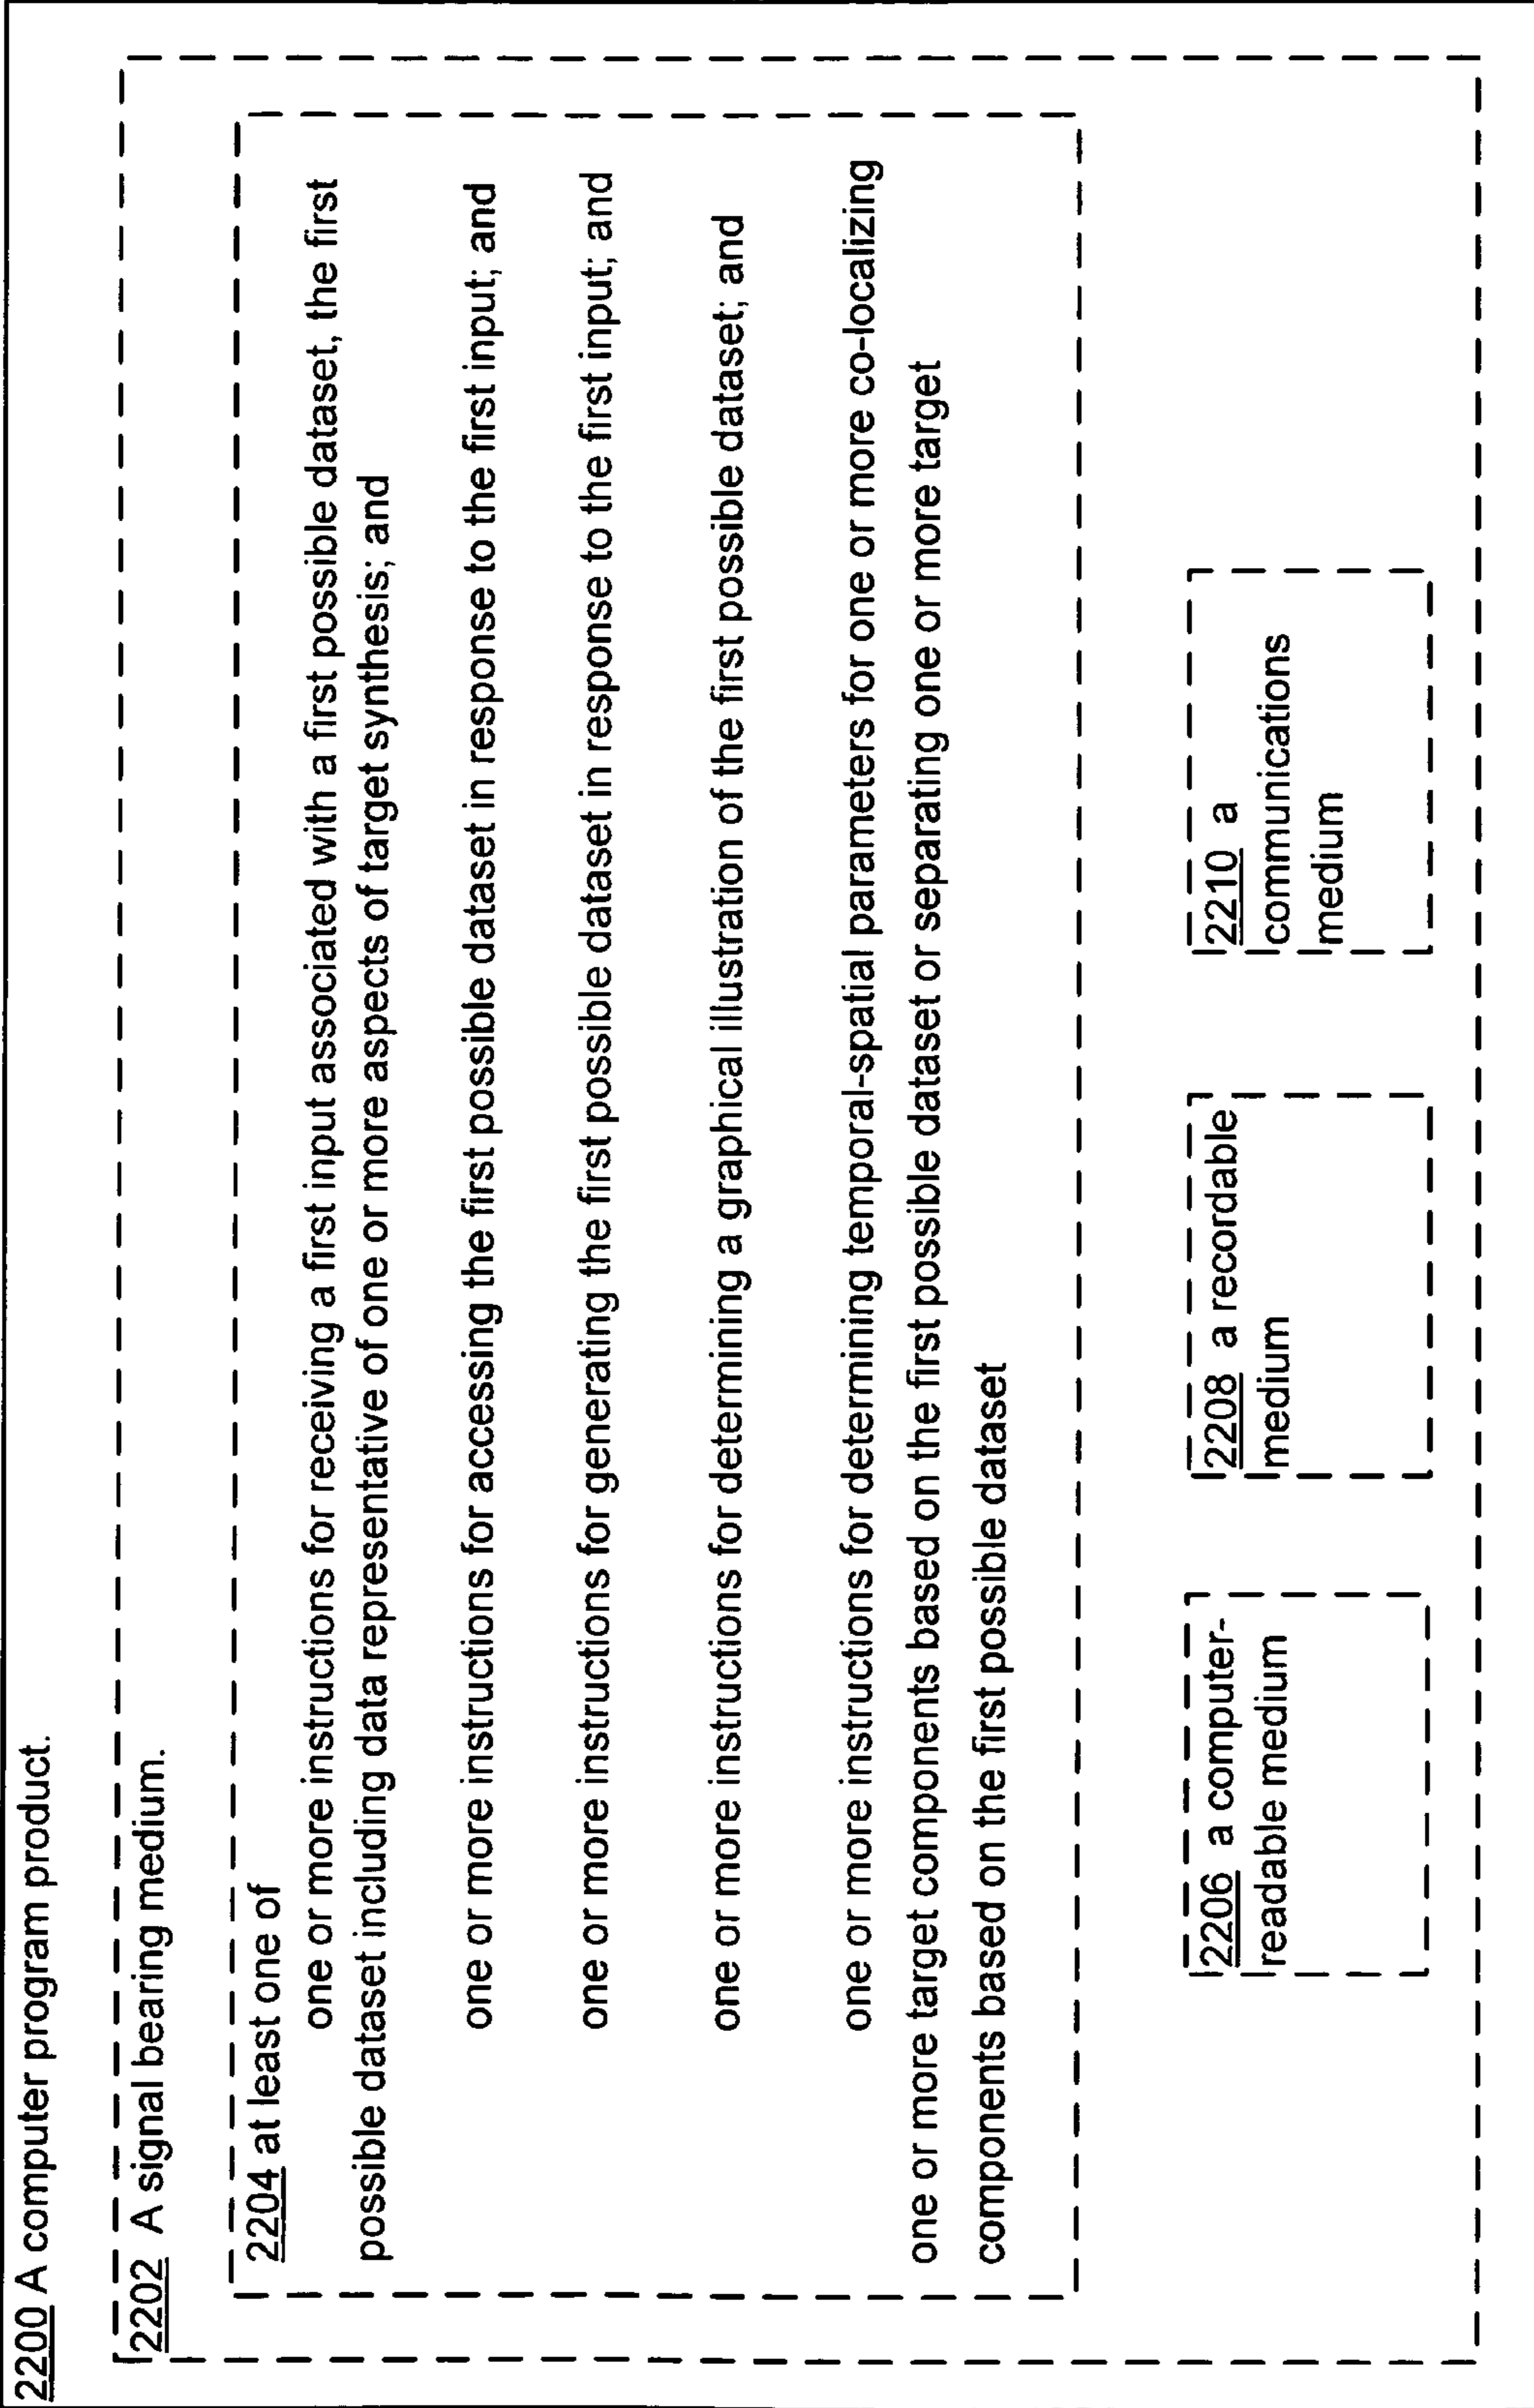 2200 A computer program product.
2202 A signal bearing medium.
2204 at least one of
one or more instructions for receiving a first input associated with a first possible dataset, the first
possible dataset including data representative of one or more aspects of target synthesis; and
one or more instructions for accessing the first possible dataset in response to the first input; and
one or more instructions for generating the first possible dataset in response to the first input; and
one or more instructions for determining a graphical illustration of the first possible dataset; and
one or more instructions for determining temporal-spatial parameters for one or more co-localizing
one or more target components based on the first possible dataset or separating one or more target
components based on the first possible dataset
2206 a computer-
readable medium
2208 a recordable
medium
2210 a
communications
medium